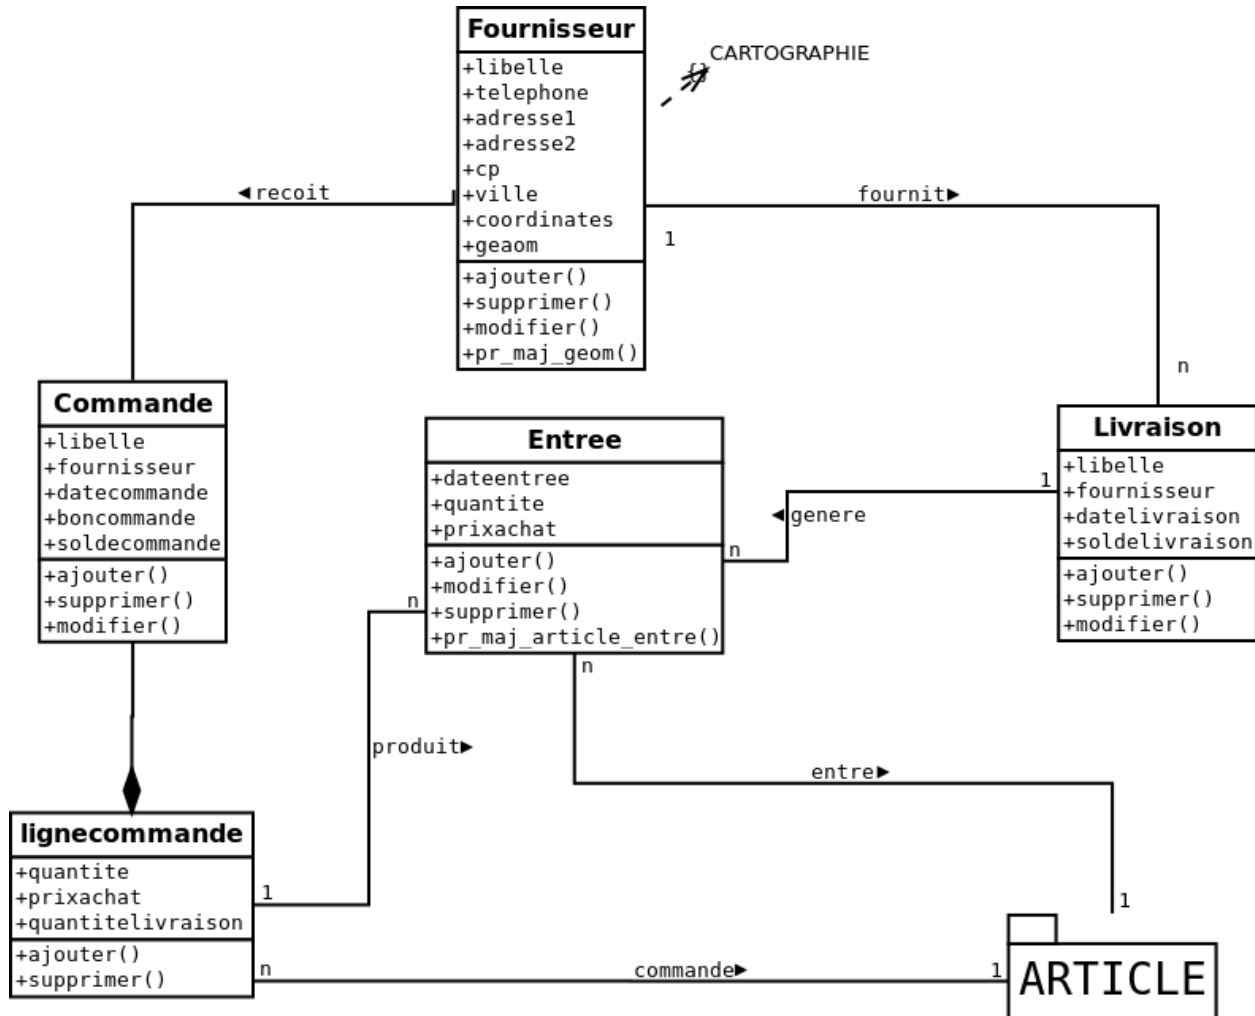 Fournisseur
+libelle
+telephone
+adresse1
+adresse2
+cp
+ville
+coordinates
+geaom
+ajouter()
+supprimer()
+modifier()
+pr_maj_geom()
{}
CARTOGRAPHIE
◄recoit
fournit►
1
n
Commande
+libelle
+fournisseur
+datecommande
+boncommande
+soldecommande
+ajouter()
+supprimer()
+modifier()
Entree
+dateentree
+quantite
+prixachat
+ajouter()
+modifier()
+supprimer()
+pr_maj_article_entre()
Livraison
+libelle
+fournisseur
+datelivraison
+soldelivraison
+ajouter()
+supprimer()
+modifier()
1
◄genere
n
n
n
produit►
entre►
1
lignecommande
+quantite
+prixachat
+quantitelivraison
+ajouter()
+supprimer()
1
n
commande►
1
ARTICLE